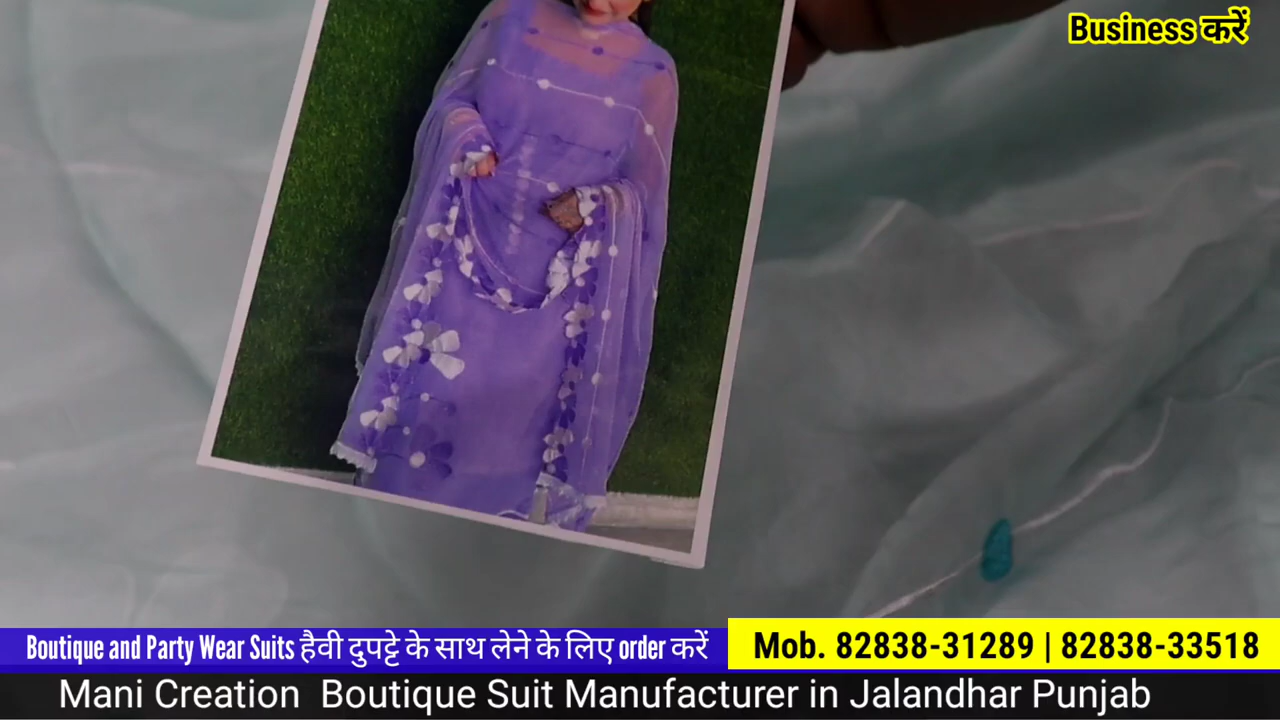 Business करें
Boutique and Party Wear Suits हैवी दुपट्टे के साथ लेने के लिए order करें
Mob. 82838-31289 | 82838-33518
Mani Creation Boutique Suit Manufacturer in Jalandhar Punjab